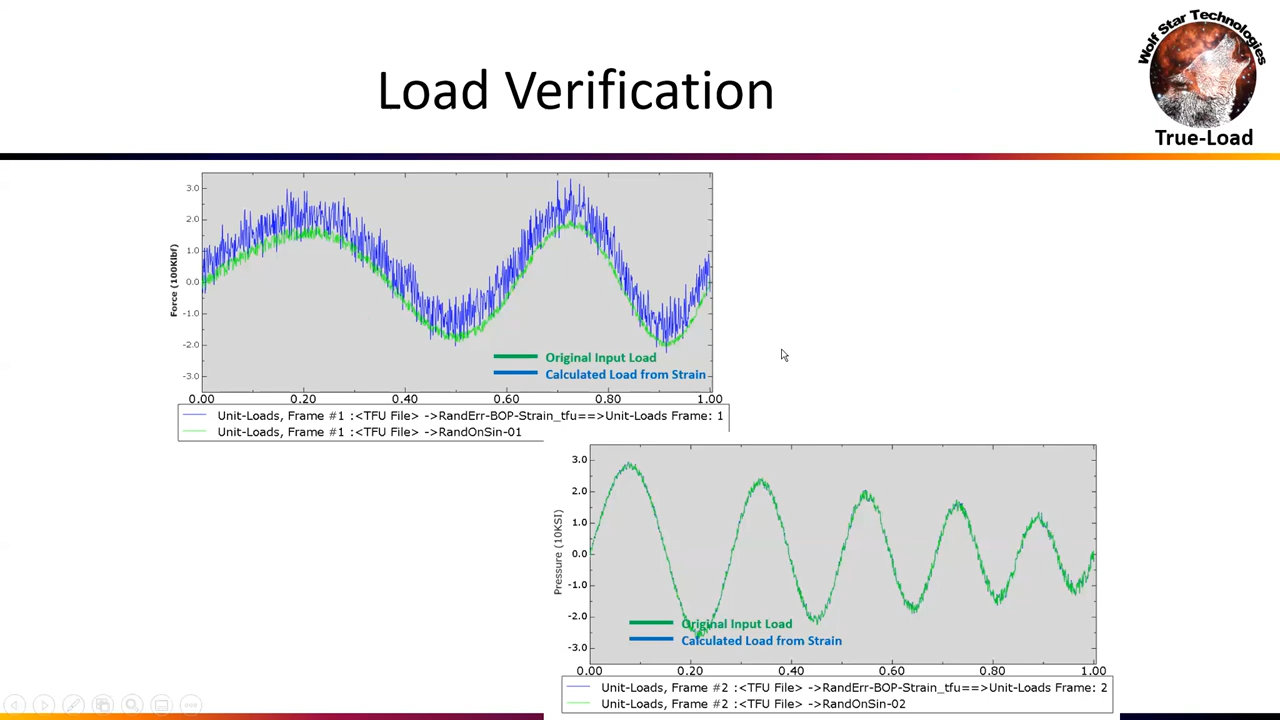 Load Verification
Wolf Star Technologies
True-Load
3.0
2.0
1.0
0.0
-1.0
-2.0
-3.0
Force (100Klbf)
Original Input Load
Calculated Load from Strain
0.00 0.20 0.40 0.60 0.80 1.00
Unit-Loads, Frame #1 :<TFU File> ->RandErr-BOP-Strain_tfu==>Unit-Loads Frame: 1
Unit-Loads, Frame #1 :<TFU File> ->RandOnSin-01
3.0
2.0
1.0
0.0
-1.0
-2.0
-3.0
Pressure (10KSI)
Original Input Load
Calculated Load from Strain
0.00 0.20 0.40 0.60 0.80 1.00
Unit-Loads, Frame #2 :<TFU File> ->RandErr-BOP-Strain_tfu==>Unit-Loads Frame: 2
Unit-Loads, Frame #2 :<TFU File> ->RandOnSin-02